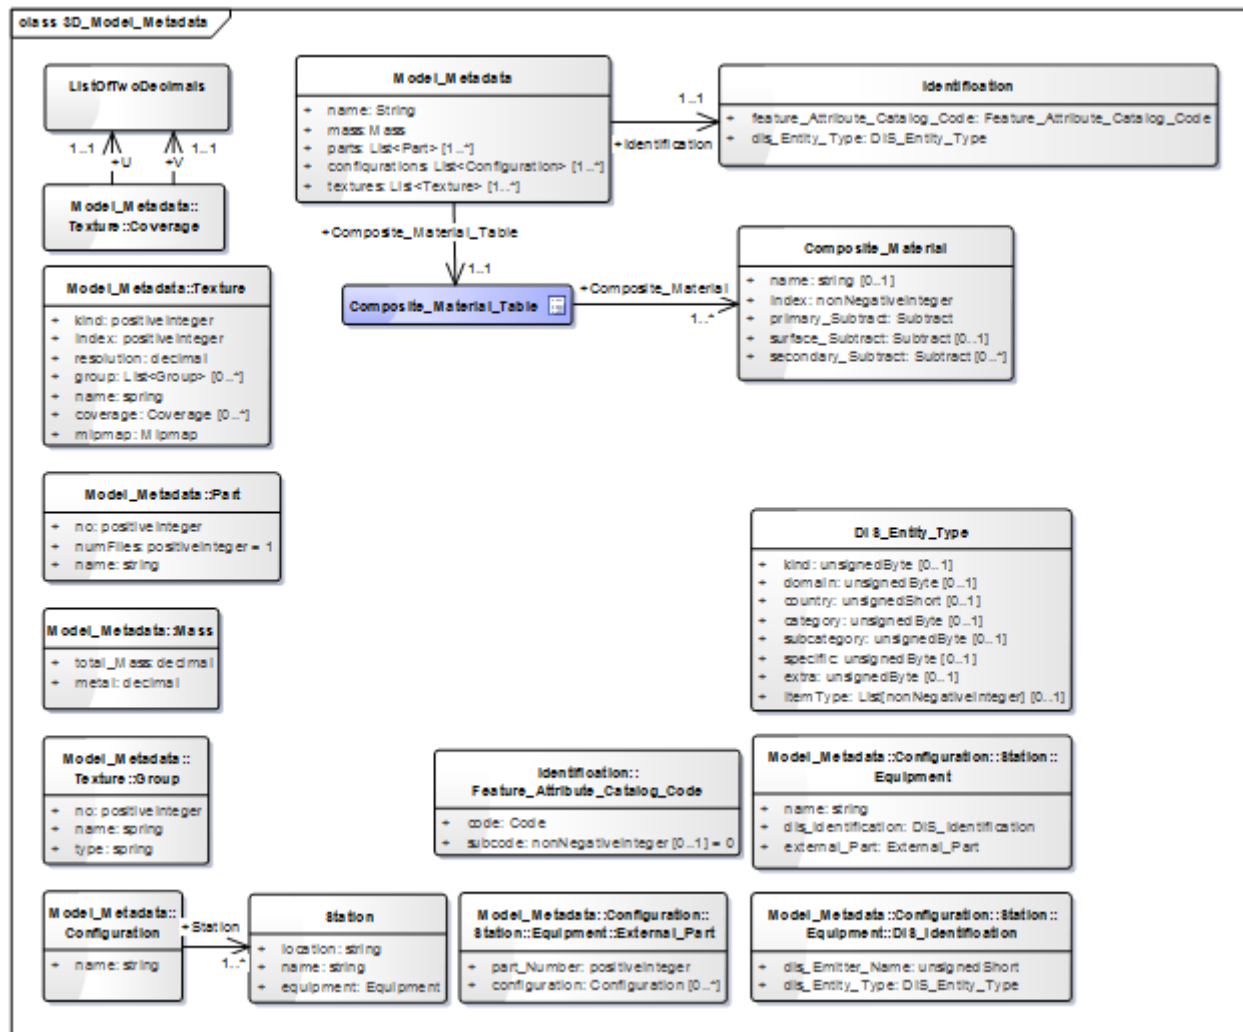 class 3D_Model_Metadata
ListOfTwoDecimals
1..1
1..1
+U
+V
Model_Metadata::
Texture::Coverage
Model_Metadata
+ name: String
+ mass: Mass
+ parts: List<Part> [1..*]
+ configurations: List<Configuration> [1..*]
+ textures: List<Texture> [1..*]
1..1
+Identification
Identification
+ feature_Attribute_Catalog_Code: Feature_Attribute_Catalog_Code
+ dis_Entity_Type: DIS_Entity_Type
+Composite_Material_Table
1..1
Composite_Material_Table
+Composite_Material
1..*
Composite_Material
+ name: string [0..1]
+ index: nonNegativeInteger
+ primary_Subtract: Subtract
+ surface_Subtract: Subtract [0..1]
+ secondary_Subtract: Subtract [0..*]
Model_Metadata::Texture
+ kind: positiveInteger
+ index: positiveInteger
+ resolution: decimal
+ group: List<Group> [0..*]
+ name: spring
+ coverage: Coverage [0..*]
+ mipmap: Mipmap
Model_Metadata::Part
+ no: positiveInteger
+ numFiles: positiveInteger = 1
+ name: string
DIS_Entity_Type
+ kind: unsignedByte [0..1]
+ domain: unsignedByte [0..1]
+ country: unsignedShort [0..1]
+ category: unsignedByte [0..1]
+ subcategory: unsignedByte [0..1]
+ specific: unsignedByte [0..1]
+ extra: unsignedByte [0..1]
+ itemType: List[nonNegativeInteger] [0..1]
Model_Metadata::Mass
+ total_Mass: decimal
+ metal: decimal
Model_Metadata::
Texture::Group
+ no: positiveInteger
+ name: spring
+ type: spring
Identification::
Feature_Attribute_Catalog_Code
+ code: Code
+ subcode: nonNegativeInteger [0..1] = 0
Model_Metadata::Configuration::Station::
Equipment
+ name: string
+ dis_Identification: DIS_Identification
+ external_Part: External_Part
Model_Metadata::
Configuration
+ name: string
+Station
1..*
Station
+ location: string
+ name: string
+ equipment: Equipment
Model_Metadata::Configuration::
Station::Equipment::External_Part
+ part_Number: positiveInteger
+ configuration: Configuration [0..*]
Model_Metadata::Configuration::Station::
Equipment::DIS_Identification
+ dis_Emitter_Name: unsignedShort
+ dis_Entity_Type: DIS_Entity_Type